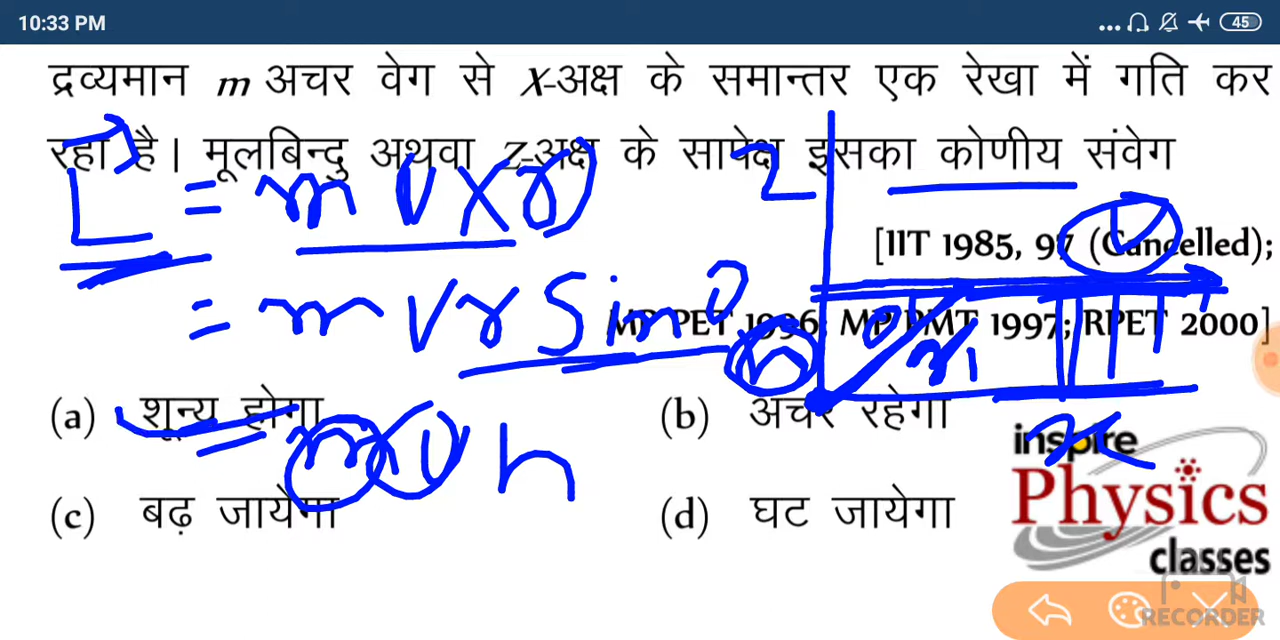 10:33 PM
45
द्रव्यमान m अचर वेग से X-अक्ष के समान्तर एक रेखा में गति कर
रहा है। मूलबिन्दु अथवा Z-अक्ष के सापेक्ष इसका कोणीय संवेग
L = m v x r
[IIT 1985, 97 (Cancelled);
= m v r Sin θ
MP PET 1996; MP PMT 1997; RPET 2000]
(a) शून्य होगा
(b) अचर रहेगा
m v h
x
(c) बढ़ जायेगा
(d) घट जायेगा
inspire
Physics
classes
RECORDER